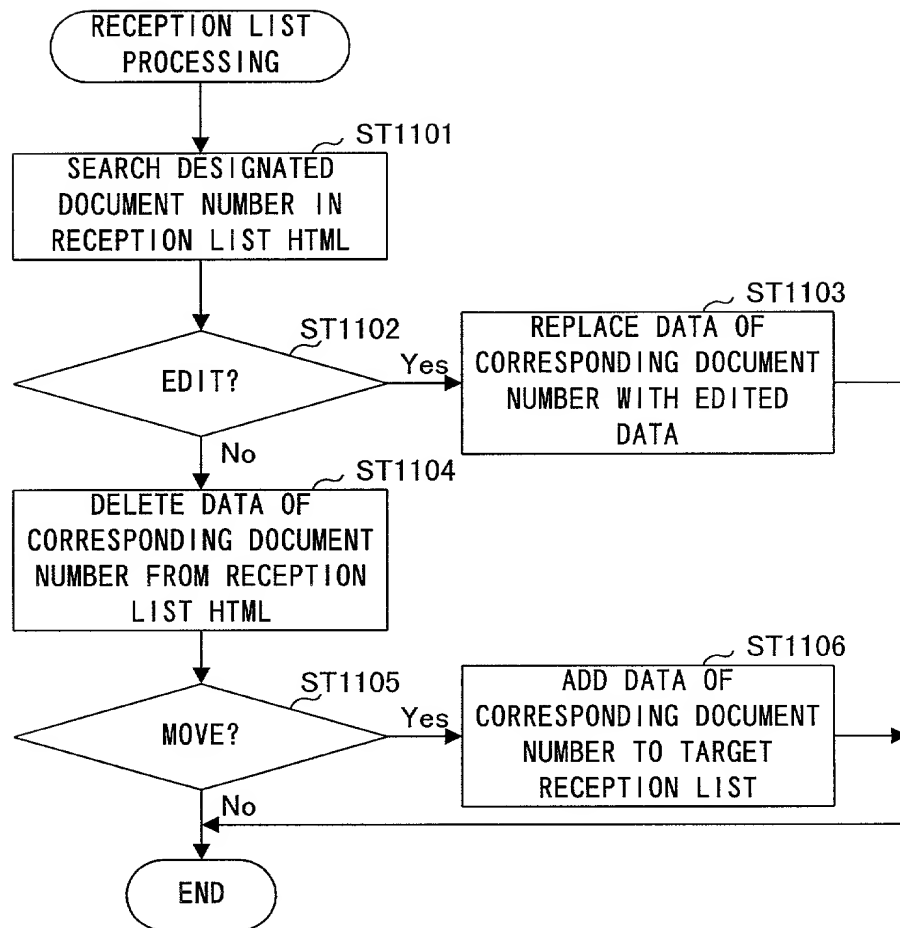 RECEPTION LIST
PROCESSING
ST1101
SEARCH DESIGNATED
DOCUMENT NUMBER IN
RECEPTION LIST HTML
ST1102
EDIT?
Yes
ST1103
REPLACE DATA OF
CORRESPONDING DOCUMENT
NUMBER WITH EDITED
DATA
No
ST1104
DELETE DATA OF
CORRESPONDING DOCUMENT
NUMBER FROM RECEPTION
LIST HTML
ST1105
MOVE?
Yes
ST1106
ADD DATA OF
CORRESPONDING DOCUMENT
NUMBER TO TARGET
RECEPTION LIST
No
END